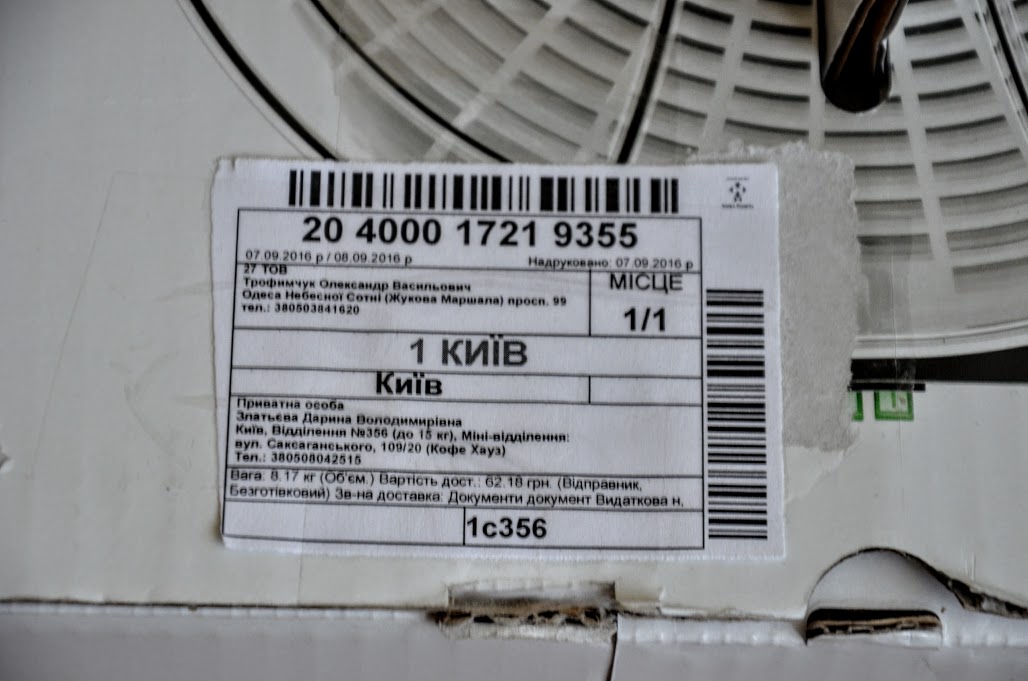 20 4000 1721 9355
07.09.2016 р / 08.09.2016 р Надруковано: 07.09.2016 р
27 ТОВ
Трофимчук Олександр Васильович
Одеса Небесної Сотні (Жукова Маршала) просп. 99
тел.: 380503841620
МІСЦЕ
1/1
1 КИЇВ
Київ
Приватна особа
Златьєва Дарина Володимирівна
Київ, Відділення №356 (до 15 кг), Міні-відділення:
вул. Саксаганського, 109/20 (Кофе Хауз)
Тел.: 380508042515
Вага: 8.17 кг (Об'єм.) Вартість дост.: 62.18 грн. (Відправник,
Безготівковий) Зв-на доставка: Документи документ Видаткова н,
1с356